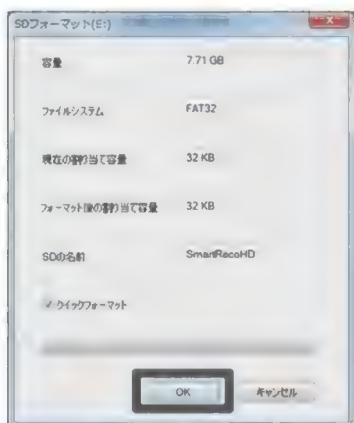 SDフォーマット(E:)
容量 7.71 GB
ファイルシステム FAT32
現在の割り当て容量 32 KB
フォーマット後の割り当て容量 32 KB
SDの名前 SmartRecoHD
✓ クイックフォーマット
OK キャンセル